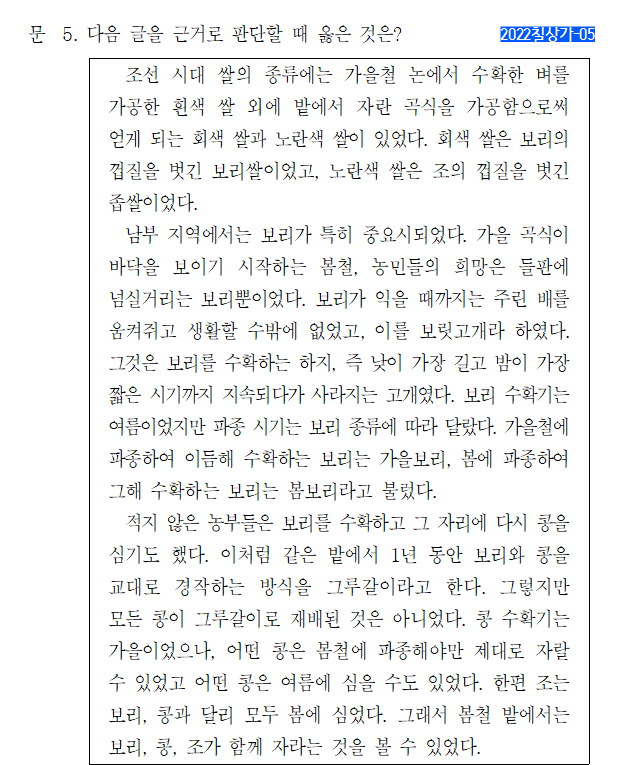 문 5. 다음 글을 근거로 판단할 때 옳은 것은? 2022칠상가-05
조선 시대 쌀의 종류에는 가을철 논에서 수확한 벼를
가공한 흰색 쌀 외에 밭에서 자란 곡식을 가공함으로써
얻게 되는 회색 쌀과 노란색 쌀이 있었다. 회색 쌀은 보리의
껍질을 벗긴 보리쌀이었고, 노란색 쌀은 조의 껍질을 벗긴
좁쌀이었다.
남부 지역에서는 보리가 특히 중요시되었다. 가을 곡식이
바닥을 보이기 시작하는 봄철, 농민들의 희망은 들판에
넘실거리는 보리뿐이었다. 보리가 익을 때까지는 주린 배를
움켜쥐고 생활할 수밖에 없었고, 이를 보릿고개라 하였다.
그것은 보리를 수확하는 하지, 즉 낮이 가장 길고 밤이 가장
짧은 시기까지 지속되다가 사라지는 고개였다. 보리 수확기는
여름이었지만 파종 시기는 보리 종류에 따라 달랐다. 가을철에
파종하여 이듬해 수확하는 보리는 가을보리, 봄에 파종하여
그해 수확하는 보리는 봄보리라고 불렀다.
적지 않은 농부들은 보리를 수확하고 그 자리에 다시 콩을
심기도 했다. 이처럼 같은 밭에서 1년 동안 보리와 콩을
교대로 경작하는 방식을 그루갈이라고 한다. 그렇지만
모든 콩이 그루갈이로 재배된 것은 아니었다. 콩 수확기는
가을이었으나, 어떤 콩은 봄철에 파종해야만 제대로 자랄
수 있었고 어떤 콩은 여름에 심을 수도 있었다. 한편 조는
보리, 콩과 달리 모두 봄에 심었다. 그래서 봄철 밭에서는
보리, 콩, 조가 함께 자라는 것을 볼 수 있었다.